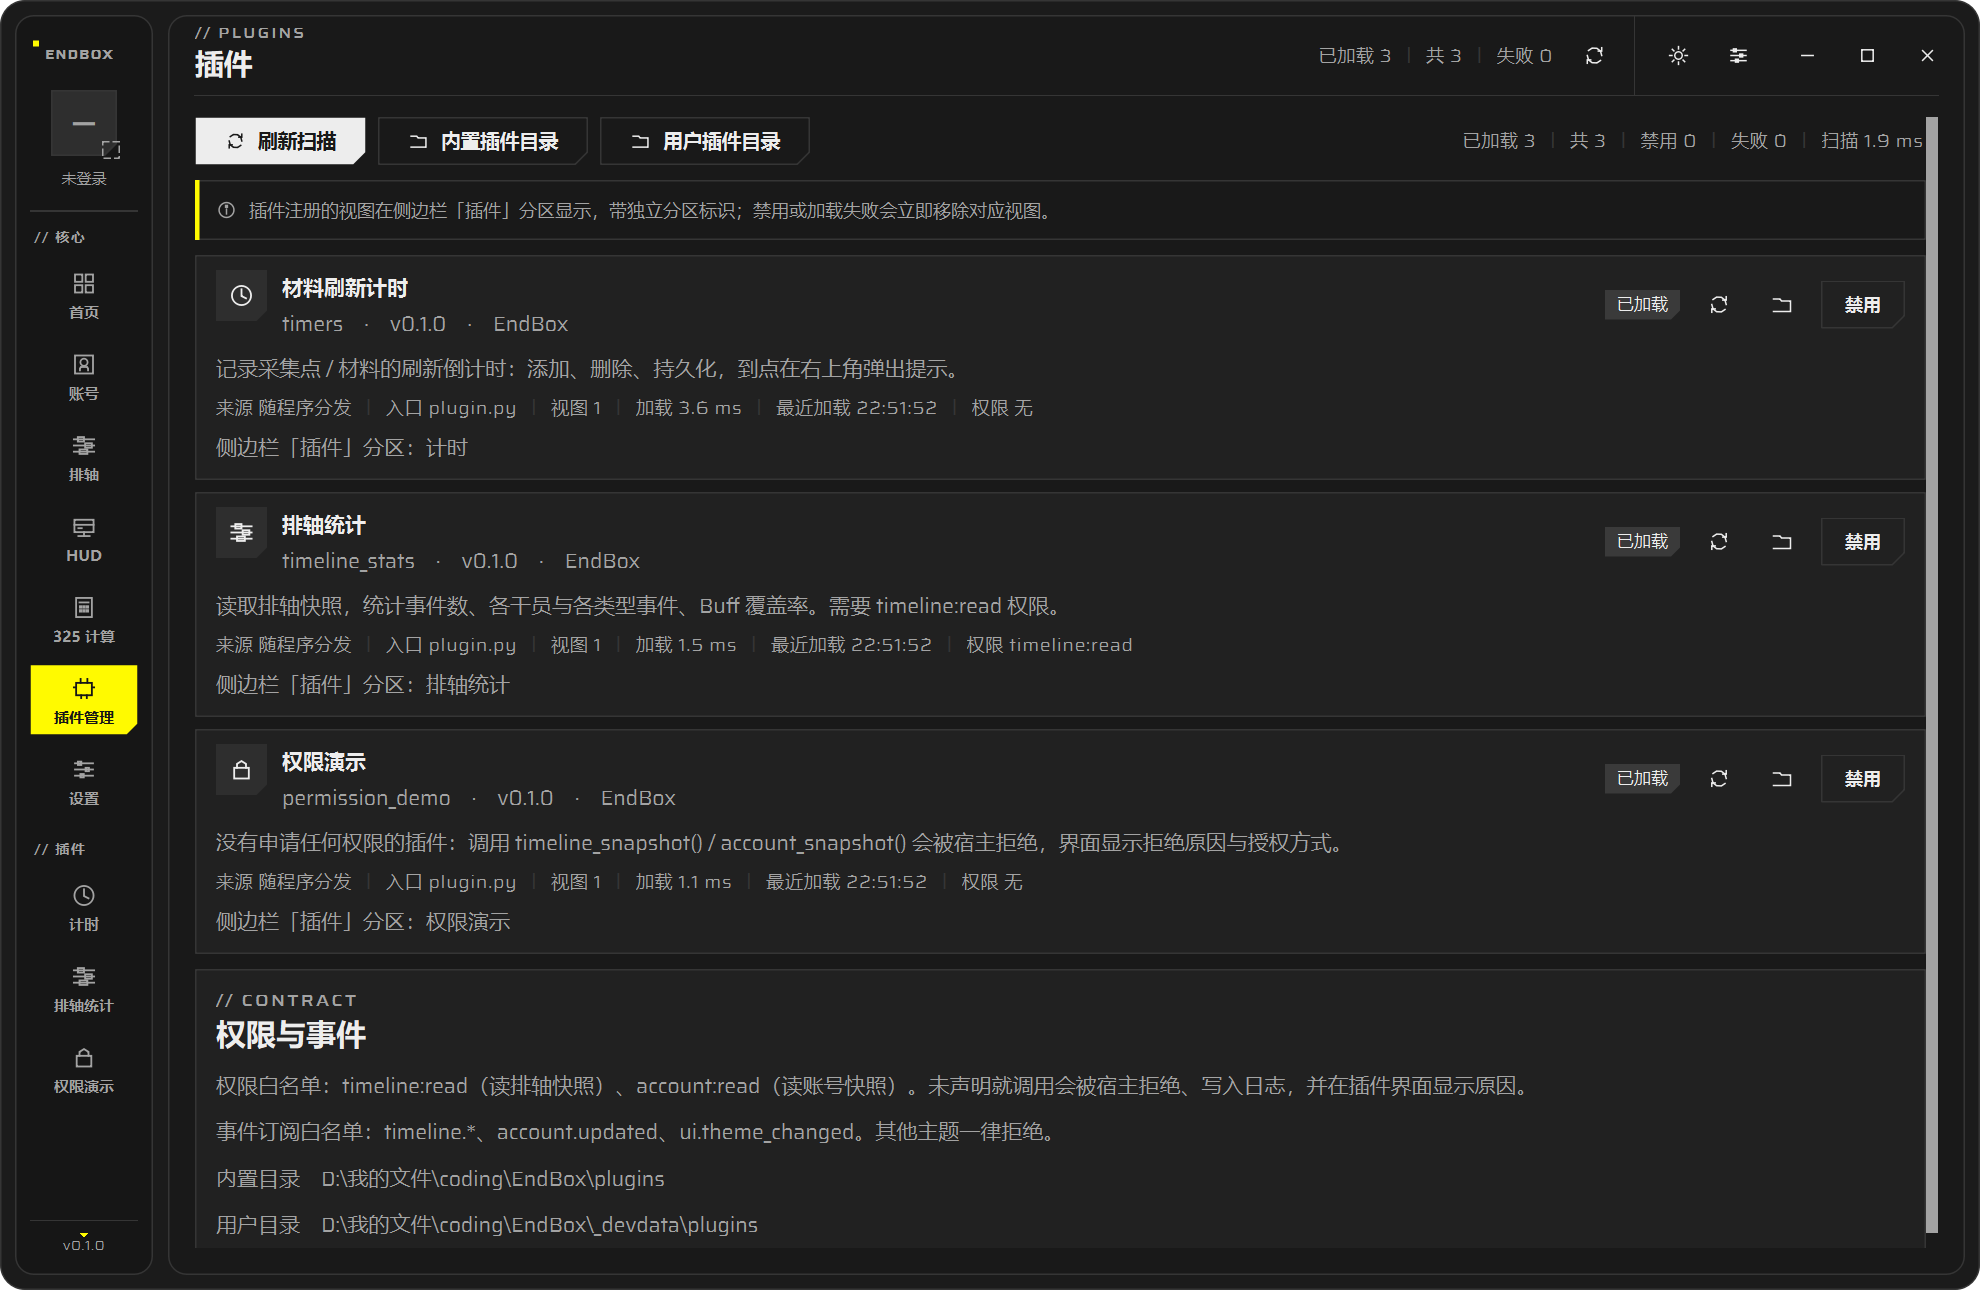 ENDBOX
未登录
// 核心
首页
账号
排轴
HUD
325 计算
插件管理
设置
// 插件
计时
排轴统计
权限演示
v0.1.0
// PLUGINS
插件
已加载 3 共 3 失败 0
刷新扫描 内置插件目录 用户插件目录
已加载 3 共 3 禁用 0 失败 0 扫描 1.9 ms
插件注册的视图在侧边栏「插件」分区显示，带独立分区标识；禁用或加载失败会立即移除对应视图。
材料刷新计时
timers · v0.1.0 · EndBox
已加载 禁用
记录采集点 / 材料的刷新倒计时：添加、删除、持久化，到点在右上角弹出提示。
来源 随程序分发 入口 plugin.py 视图 1 加载 3.6 ms 最近加载 22:51:52 权限 无
侧边栏「插件」分区：计时
排轴统计
timeline_stats · v0.1.0 · EndBox
已加载 禁用
读取排轴快照，统计事件数、各干员与各类型事件、Buff 覆盖率。需要 timeline:read 权限。
来源 随程序分发 入口 plugin.py 视图 1 加载 1.5 ms 最近加载 22:51:52 权限 timeline:read
侧边栏「插件」分区：排轴统计
权限演示
permission_demo · v0.1.0 · EndBox
已加载 禁用
没有申请任何权限的插件：调用 timeline_snapshot() / account_snapshot() 会被宿主拒绝，界面显示拒绝原因与授权方式。
来源 随程序分发 入口 plugin.py 视图 1 加载 1.1 ms 最近加载 22:51:52 权限 无
侧边栏「插件」分区：权限演示
// CONTRACT
权限与事件
权限白名单：timeline:read（读排轴快照）、account:read（读账号快照）。未声明就调用会被宿主拒绝、写入日志，并在插件界面显示原因。
事件订阅白名单：timeline.*、account.updated、ui.theme_changed。其他主题一律拒绝。
内置目录 D:\我的文件\coding\EndBox\plugins
用户目录 D:\我的文件\coding\EndBox\_devdata\plugins